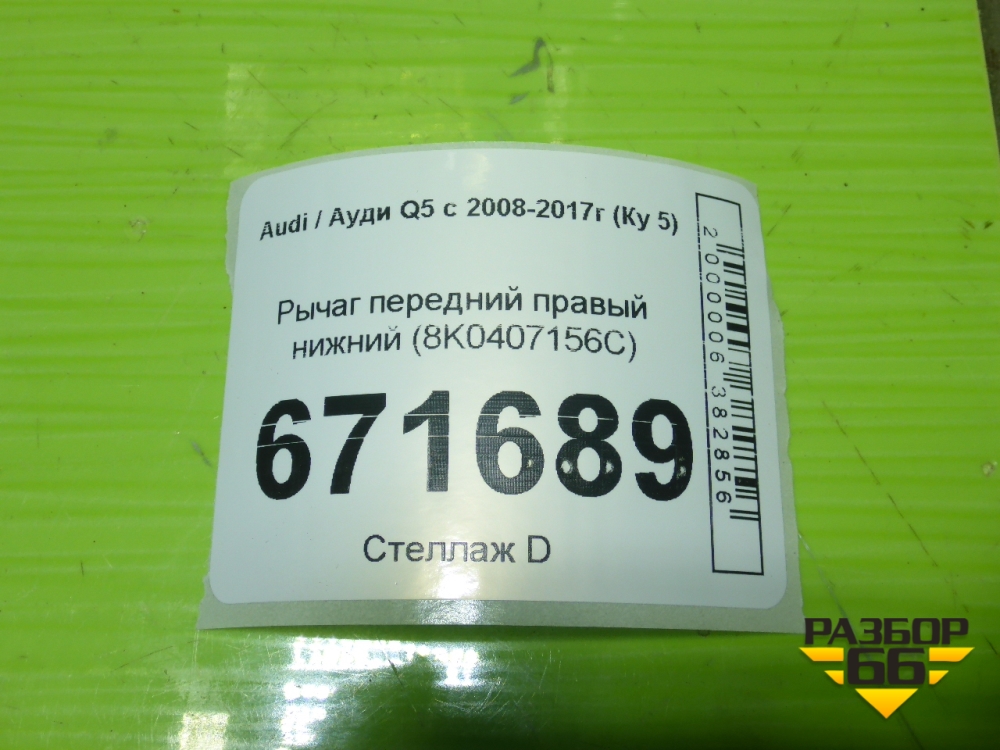 Audi / Ауди Q5 с 2008-2017г (Ку 5)
Рычаг передний правый
нижний (8K0407156C)
671689
Стеллаж D
2000006382856
РАЗБОР
66